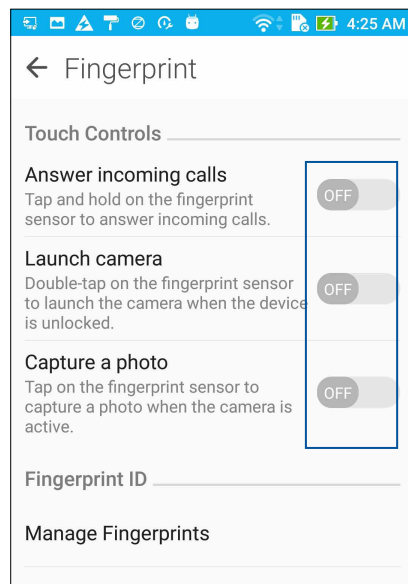 4:25 AM
Fingerprint
Touch Controls
Answer incoming calls
Tap and hold on the fingerprint
sensor to answer incoming calls.
OFF
Launch camera
Double-tap on the fingerprint sensor
to launch the camera when the device
is unlocked.
OFF
Capture a photo
Tap on the fingerprint sensor to
capture a photo when the camera is
active.
OFF
Fingerprint ID
Manage Fingerprints